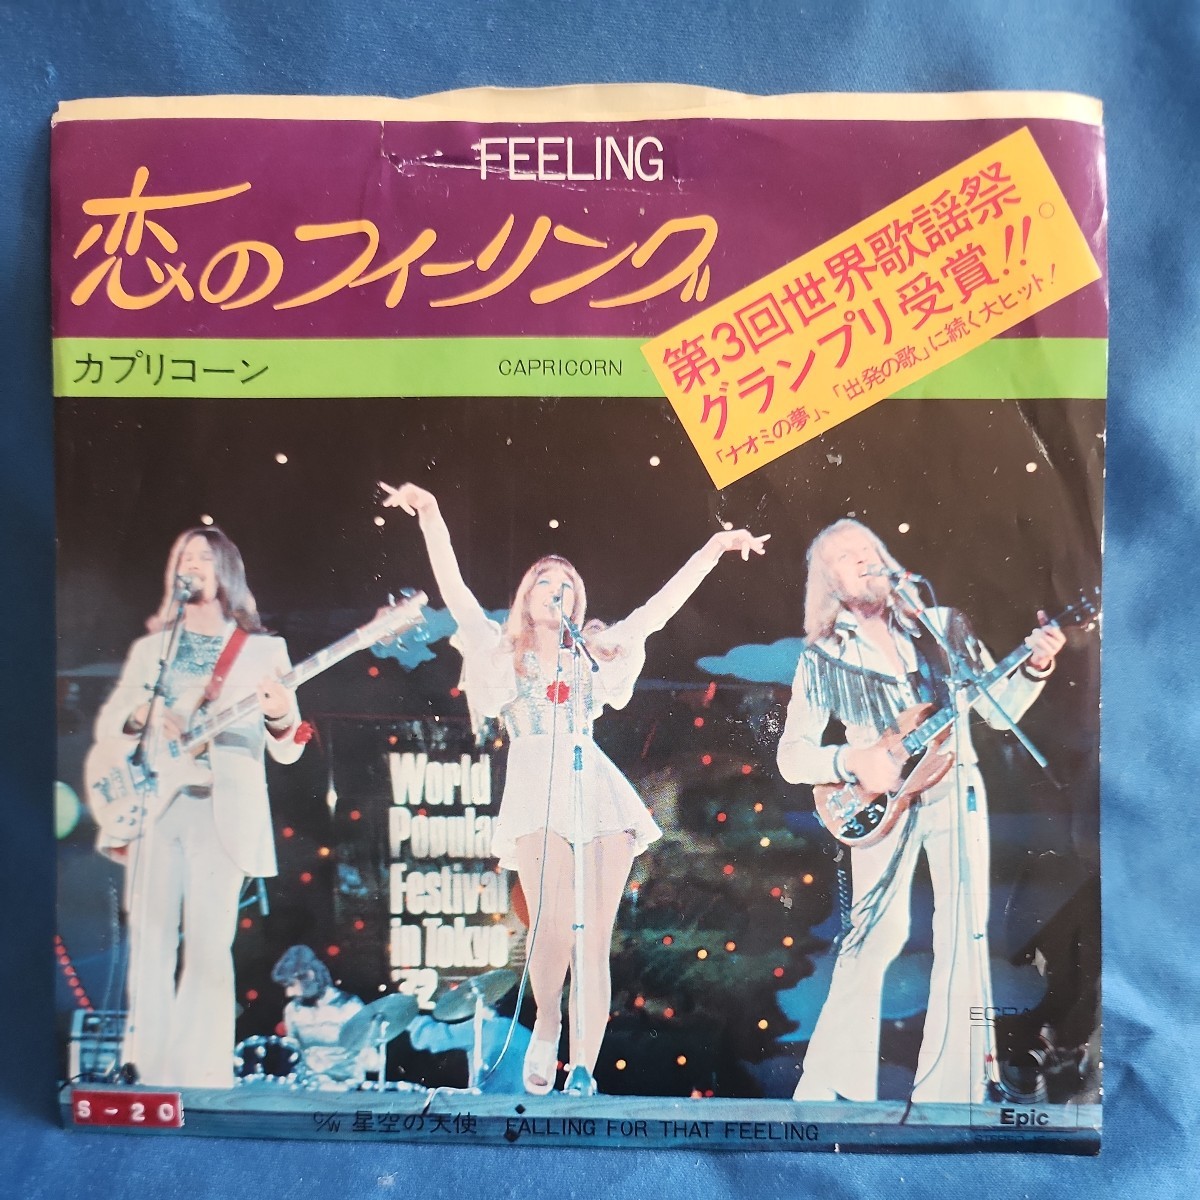 FEELING
恋のフィーリング
第3回世界歌謡祭
グランプリ受賞!!
「ナオミの夢」、「出発の歌」に続く大ヒット!
カプリコーン
CAPRICORN
World
Popular
Festival
in Tokyo
'72
Epic
S-20
C/W 星空の天使 FALLING FOR THAT FEELING